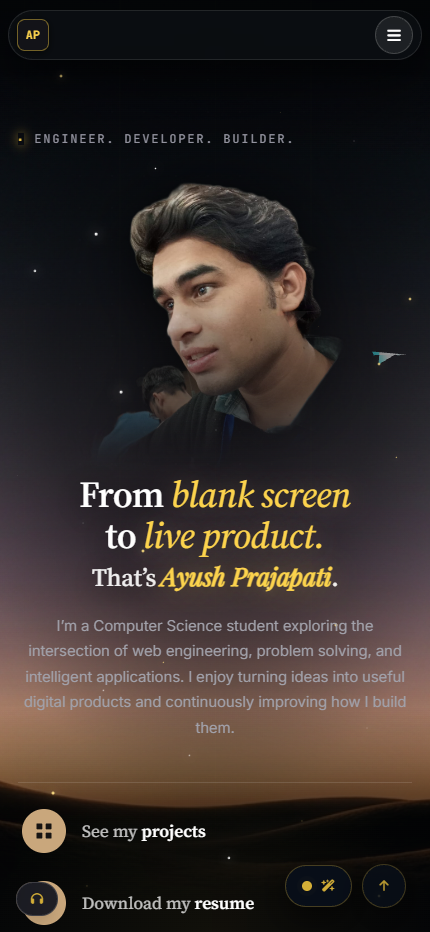 AP
ENGINEER. DEVELOPER. BUILDER.
From blank screen
to live product.
That's Ayush Prajapati.
I'm a Computer Science student exploring the
intersection of web engineering, problem solving, and
intelligent applications. I enjoy turning ideas into useful
digital products and continuously improving how I build
them.
See my projects
Download my resume